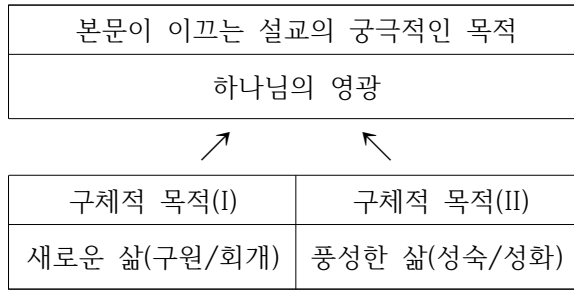 본문이 이끄는 설교의 궁극적인 목적
하나님의 영광
구체적 목적(I) 구체적 목적(II)
새로운 삶(구원/회개) 풍성한 삶(성숙/성화)